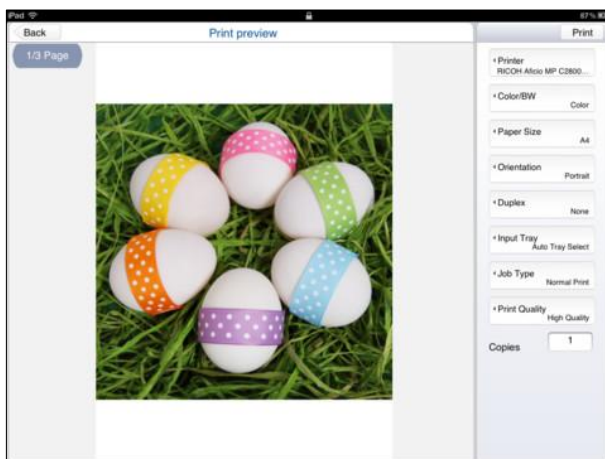 iPad
67%
Back
Print preview
Print
1/3 Page
Printer
RICOH Aficio MP C2800...
Color/BW
Color
Paper Size
A4
Orientation
Portrait
Duplex
None
Input Tray
Auto Tray Select
Job Type
Normal Print
Print Quality
High Quality
Copies
1